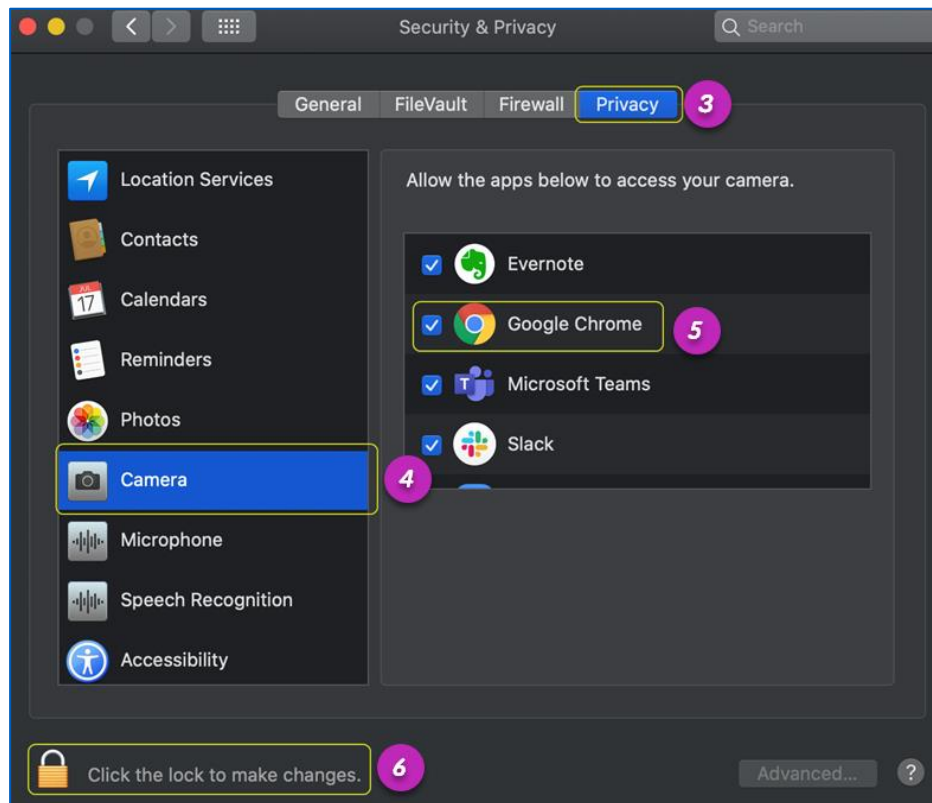 Security & Privacy
Search
General
FileVault
Firewall
Privacy
3
Location Services
Contacts
JUL
17
Calendars
Reminders
Photos
Camera
4
Microphone
Speech Recognition
Accessibility
Allow the apps below to access your camera.
Evernote
Google Chrome
5
T
Microsoft Teams
Slack
Click the lock to make changes.
6
Advanced...
?